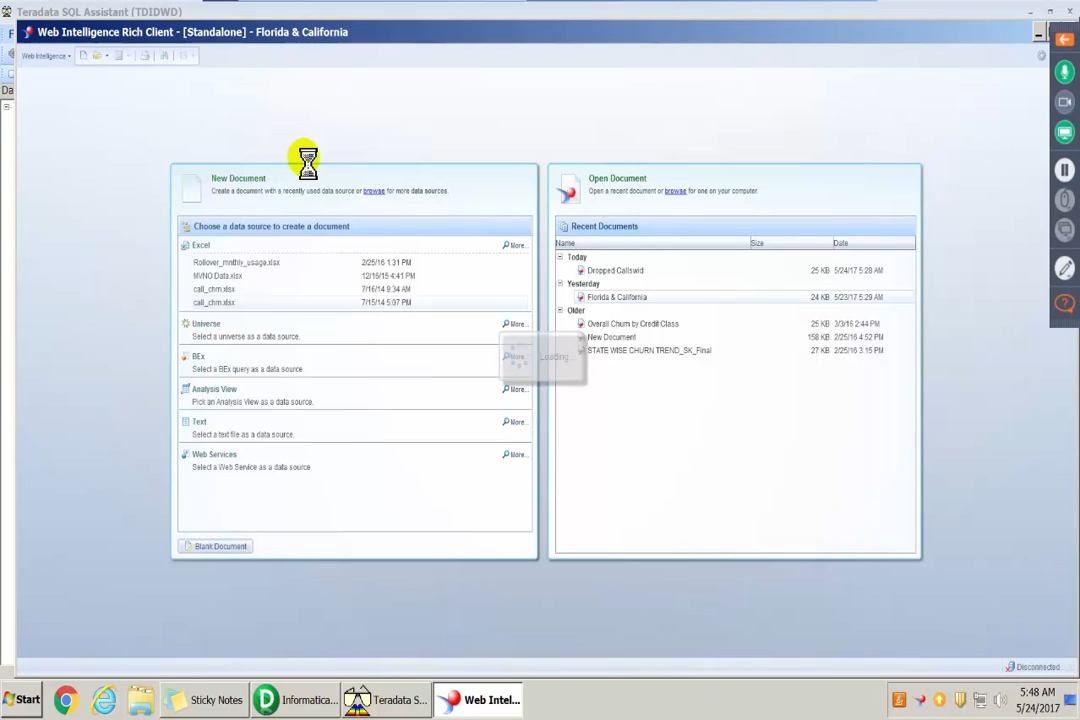 Teradata SQL Assistant (TDIDWD)
Web Intelligence Rich Client - [Standalone] - Florida & California
Web Intelligence
Da
New Document
Create a document with a recently used data source or browse for more data sources.
Choose a data source to create a document
Excel More...
Rollover_mnthly_usage.xlsx 2/25/16 1:31 PM
MVNO Data.xlsx 12/16/15 4:41 PM
call_chrn.xlsx 7/16/14 9:34 AM
call_chrn.xlsx 7/15/14 5:07 PM
Universe More...
Select a universe as a data source.
BEx More...
Select a BEx query as a data source.
Analysis View More...
Pick an Analysis View as a data source.
Text More...
Select a text file as a data source.
Web Services More...
Select a Web Service as a data source
Blank Document
Open Document
Open a recent document or browse for one on your computer.
Recent Documents
Name Size Date
Today
Dropped Callswid 25 KB 5/24/17 5:28 AM
Yesterday
Florida & California 24 KB 5/23/17 5:29 AM
Older
Overall Churn by Credit Class 25 KB 3/3/16 2:44 PM
New Document 158 KB 2/25/16 4:52 PM
STATE WISE CHURN TREND_SK_Final 27 KB 2/25/16 3:15 PM
Loading...
Disconnected
Start
Sticky Notes
Informatica...
Teradata S...
Web Intel...
5:48 AM
5/24/2017